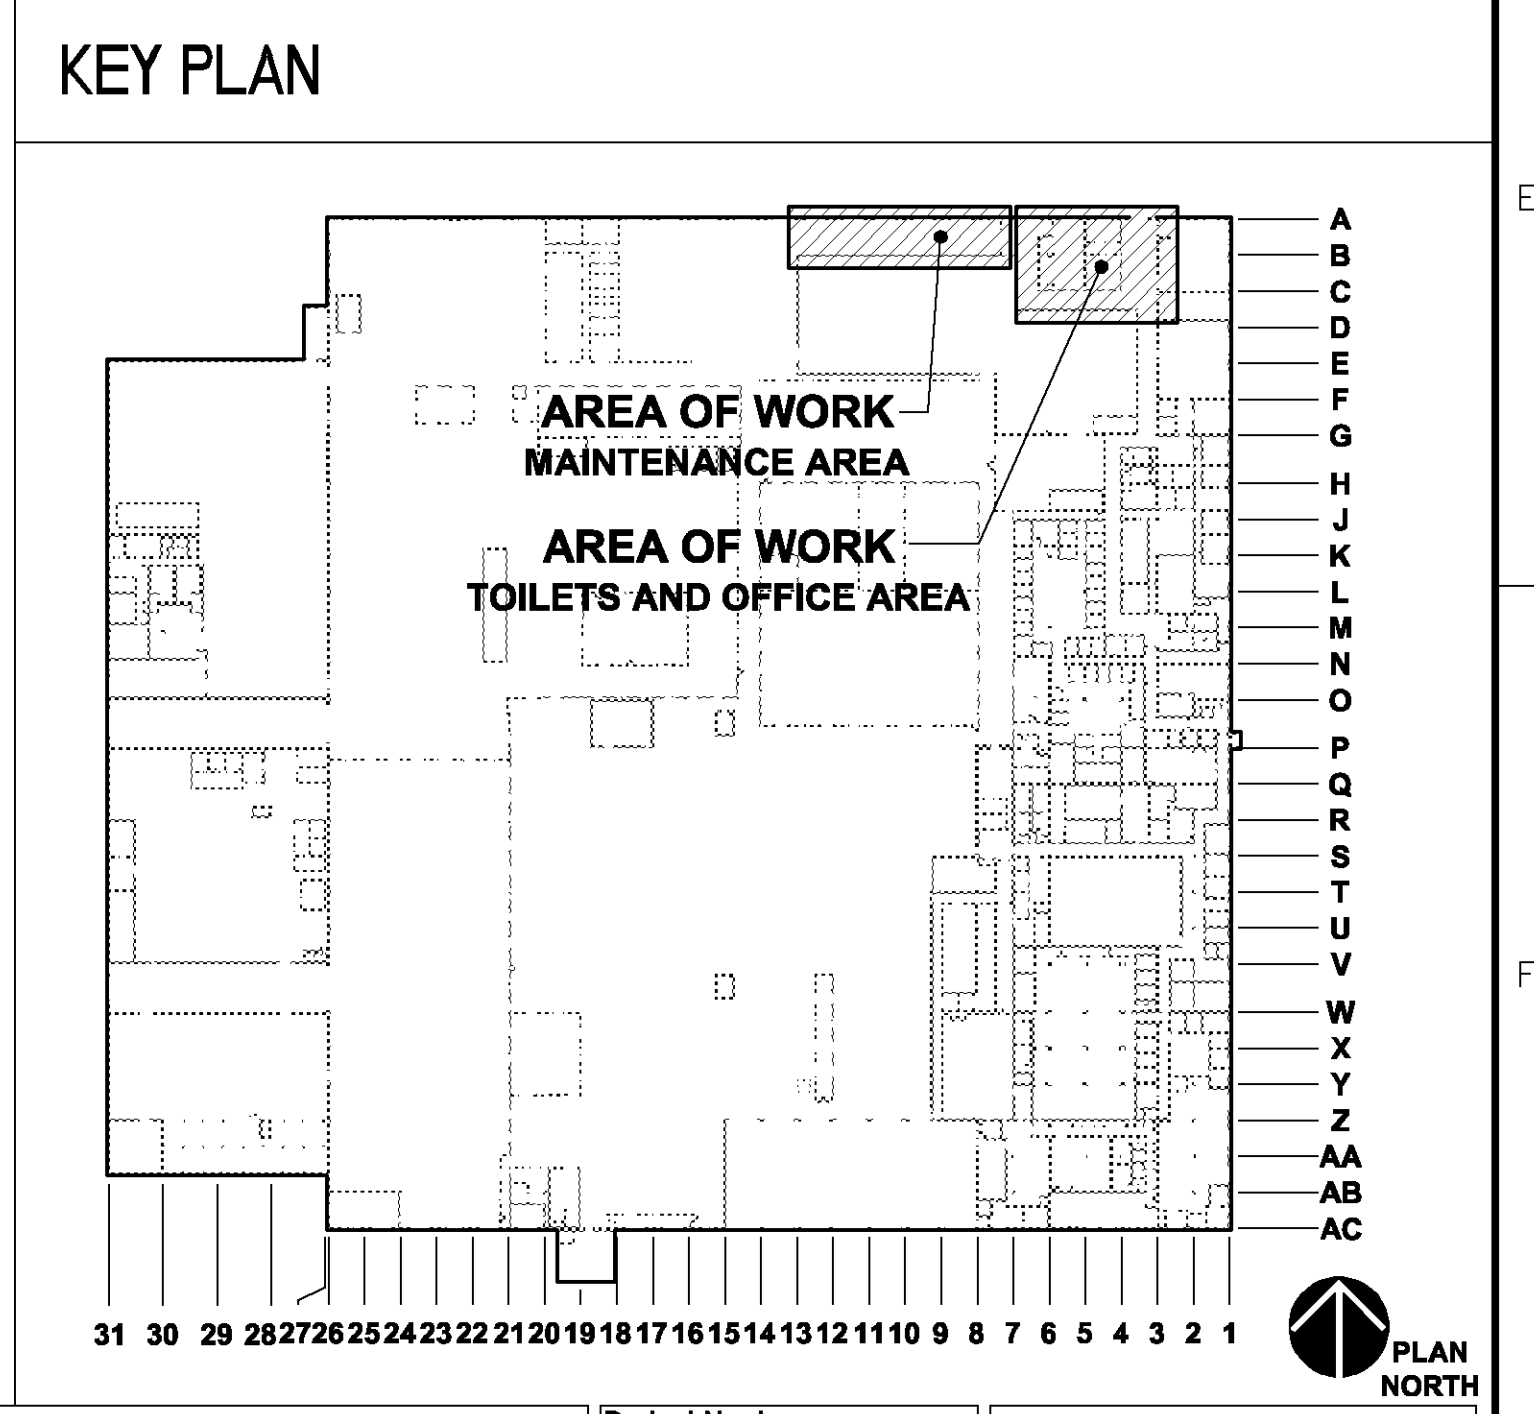 KEY PLAN
E
A
B
C
D
E
AREA OF WORK
F
G
MAINTENANCE AREA
H
J
AREA OF WORK
K
TOILETS AND OFFICE AREA
L
M
N
O
P
Q
R
S
T
U
V
F
W
X
Y
Z
AA
AB
AC
31 30 29 28 27 26 25 24 23 22 21 20 19 18 17 16 15 14 13 12 11 10 9 8 7 6 5 4 3 2 1
PLAN
NORTH